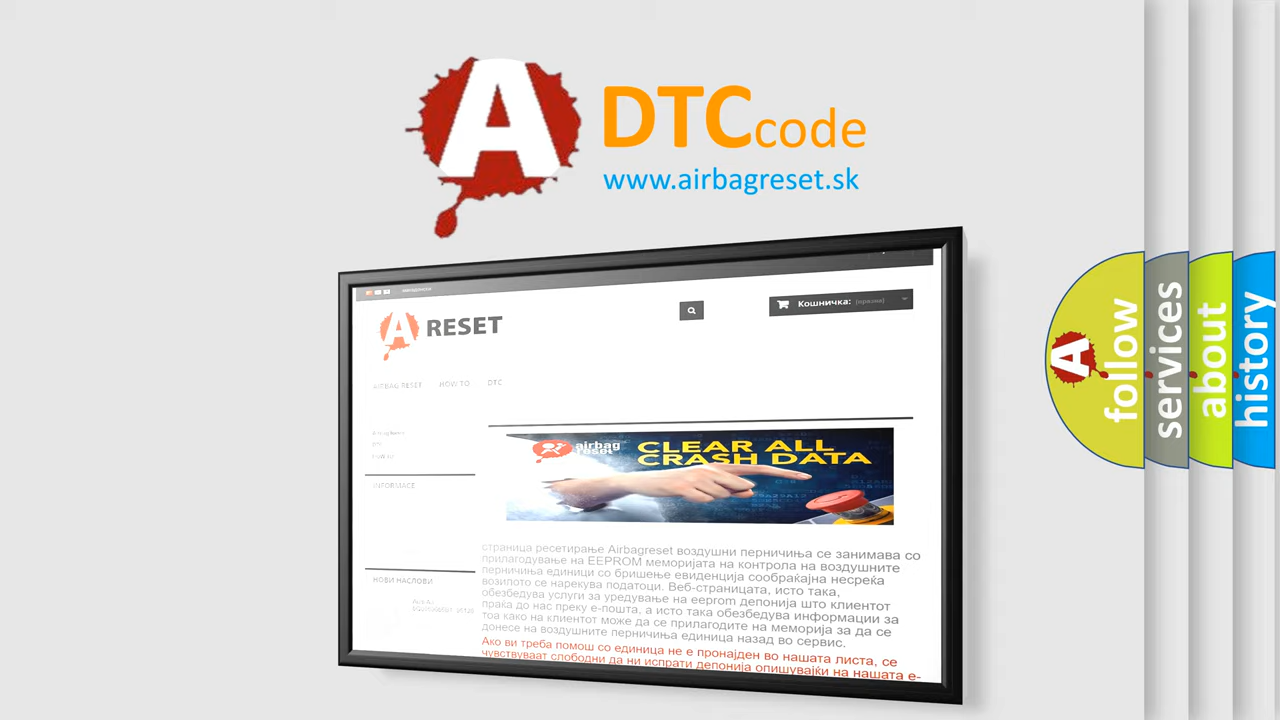 A
DTC code
www.airbagreset.sk
A RESET
Кошничка: (празни)
AIRBAG RESET HOW TO DTC
airbag
reset
CLEAR ALL
CRASH DATA
INFORMACE
НОВИ НАСЛОВИ
страница ресетирање Airbagreset воздушни перничиња се занимава со
прилагодување на EEPROM меморијата на контрола на воздушните
перничиња единици со бришење евиденција сообраќајна несреќа
возилото се нарекува податоци. Веб-страницата, исто така,
обезбедува услуги за уредување на eeprom депонија што клиентот
праќа до нас преку е-пошта, а исто така обезбедува информации за
тоа како на клиентот може да се прилагодите на меморија за да се
донесе на воздушните перничиња единица назад во сервис.
Ако ви треба помош со единица не е пронајден во нашата листа, се
чувствуваат слободни да ни испрати депонија опишувајќи на нашата е-
A
follow
services
about
history